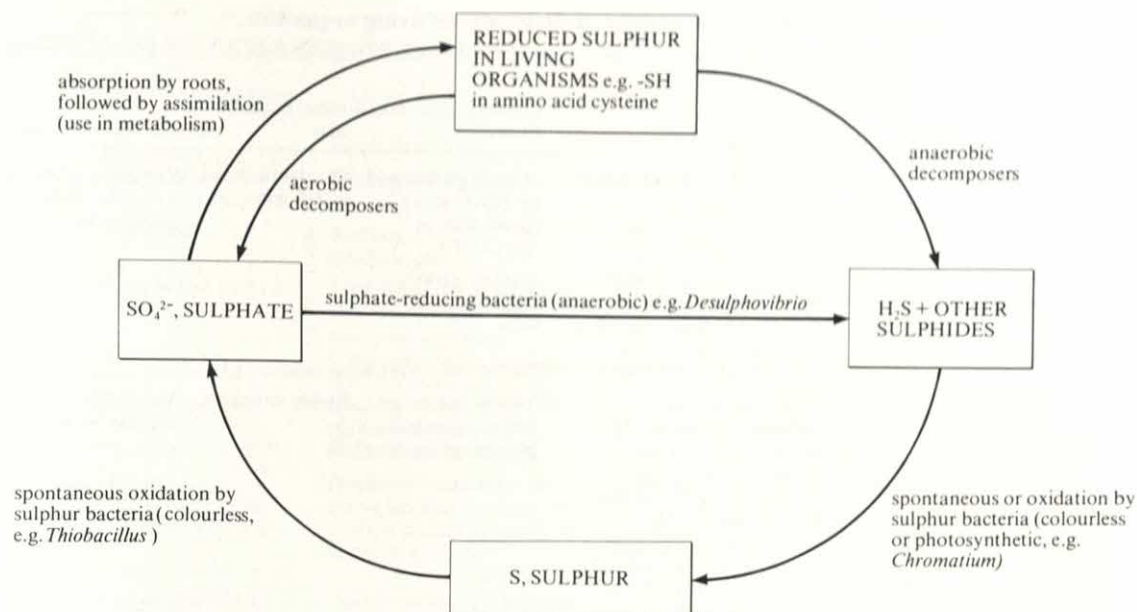 REDUCED SULPHUR
IN LIVING
ORGANISMS e.g. -SH
in amino acid cysteine
absorption by roots,
followed by assimilation
(use in metabolism)
aerobic
decomposers
anaerobic
decomposers
SO₄²⁻, SULPHATE
sulphate-reducing bacteria (anaerobic) e.g. Desulphovibrio
H₂S + OTHER
SULPHIDES
spontaneous oxidation by
sulphur bacteria (colourless,
e.g. Thiobacillus )
spontaneous or oxidation by
sulphur bacteria (colourless
or photosynthetic, e.g.
Chromatium)
S, SULPHUR